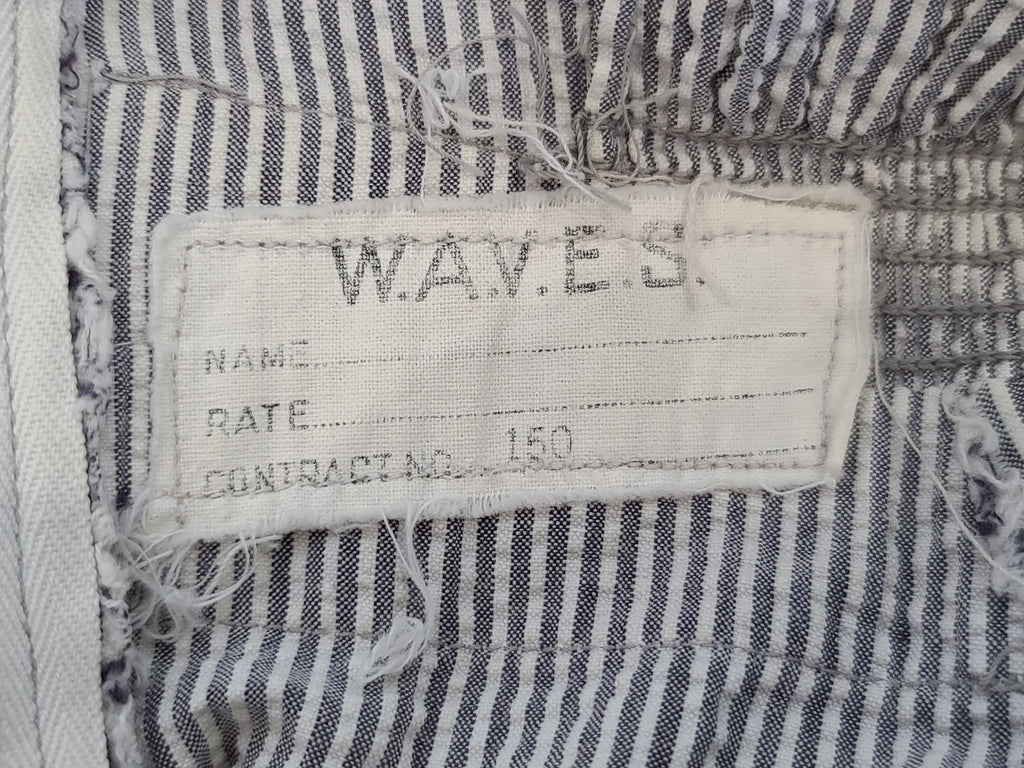 W.A.V.E.S.
NAME
RATE
CONTRACT NO. 150